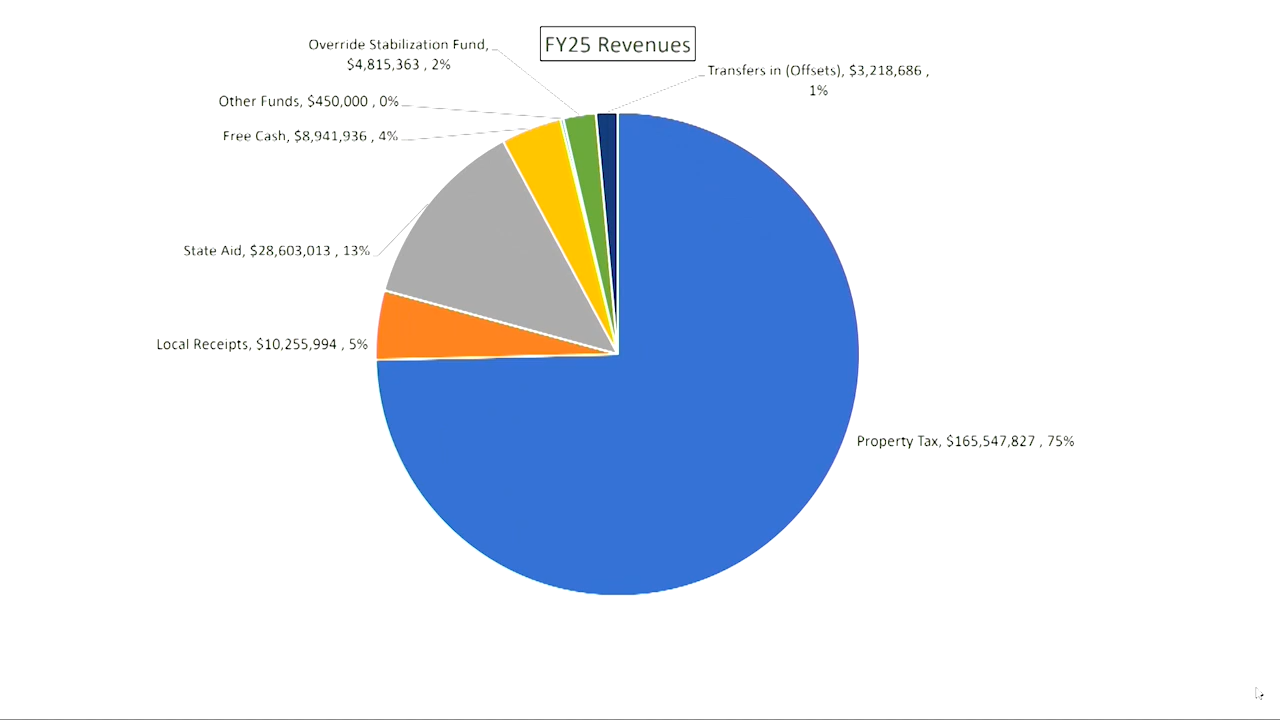 FY25 Revenues
Override Stabilization Fund,
$4,815,363 , 2%
Transfers in (Offsets), $3,218,686 ,
1%
Other Funds, $450,000 , 0%
Free Cash, $8,941,936 , 4%
State Aid, $28,603,013 , 13%
Local Receipts, $10,255,994 , 5%
Property Tax, $165,547,827 , 75%